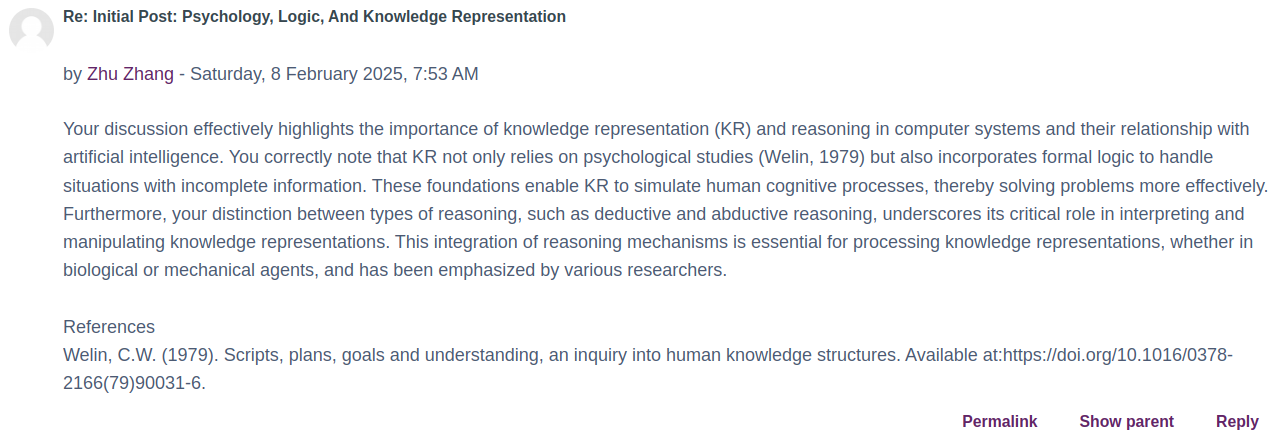 Re: Initial Post: Psychology, Logic, And Knowledge Representation
by Zhu Zhang - Saturday, 8 February 2025, 7:53 AM
Your discussion effectively highlights the importance of knowledge representation (KR) and reasoning in computer systems and their relationship with
artificial intelligence. You correctly note that KR not only relies on psychological studies (Welin, 1979) but also incorporates formal logic to handle
situations with incomplete information. These foundations enable KR to simulate human cognitive processes, thereby solving problems more effectively.
Furthermore, your distinction between types of reasoning, such as deductive and abductive reasoning, underscores its critical role in interpreting and
manipulating knowledge representations. This integration of reasoning mechanisms is essential for processing knowledge representations, whether in
biological or mechanical agents, and has been emphasized by various researchers.
References
Welin, C.W. (1979). Scripts, plans, goals and understanding, an inquiry into human knowledge structures. Available at:https://doi.org/10.1016/0378-
2166(79)90031-6.
Permalink Show parent Reply